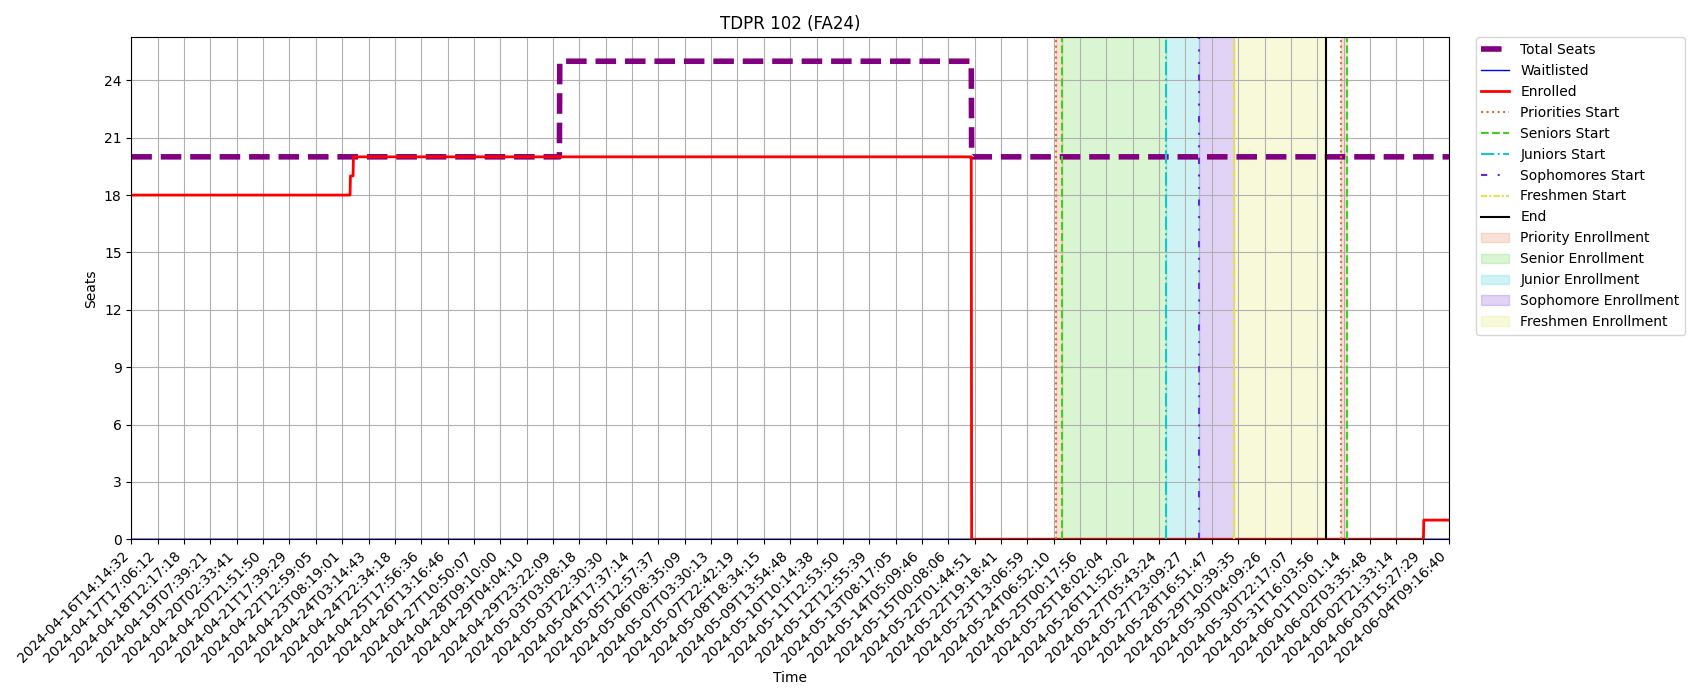 TDPR 102 (FA24)
Total Seats
Waitlisted
Enrolled
Priorities Start
Seniors Start
Juniors Start
Sophomores Start
Freshmen Start
End
Priority Enrollment
Senior Enrollment
Junior Enrollment
Sophomore Enrollment
Freshmen Enrollment
Seats
24
21
18
15
12
9
6
3
0
2024-04-16T14:14:32
2024-04-17T17:06:12
2024-04-18T12:17:18
2024-04-19T07:39:21
2024-04-20T02:33:41
2024-04-20T21:51:50
2024-04-21T17:39:29
2024-04-22T12:59:05
2024-04-23T08:19:01
2024-04-24T03:14:43
2024-04-24T22:34:18
2024-04-25T17:56:36
2024-04-26T13:16:46
2024-04-27T10:50:07
2024-04-28T09:10:00
2024-04-29T04:04:10
2024-04-29T23:22:09
2024-05-03T03:08:18
2024-05-03T22:30:30
2024-05-04T17:37:14
2024-05-05T12:57:37
2024-05-06T08:35:09
2024-05-07T03:30:13
2024-05-07T22:42:19
2024-05-08T18:34:15
2024-05-09T13:54:48
2024-05-10T10:14:38
2024-05-11T12:53:50
2024-05-12T12:55:39
2024-05-13T08:17:05
2024-05-14T05:09:46
2024-05-15T00:08:06
2024-05-22T01:44:51
2024-05-22T19:18:41
2024-05-23T13:06:59
2024-05-24T06:52:10
2024-05-25T00:17:56
2024-05-25T18:02:04
2024-05-26T11:52:02
2024-05-27T05:43:24
2024-05-27T23:09:27
2024-05-28T16:51:47
2024-05-29T10:39:35
2024-05-30T04:09:26
2024-05-30T22:17:07
2024-05-31T16:03:56
2024-06-01T10:01:14
2024-06-02T03:35:48
2024-06-02T21:33:14
2024-06-03T15:27:29
2024-06-04T09:16:40
Time